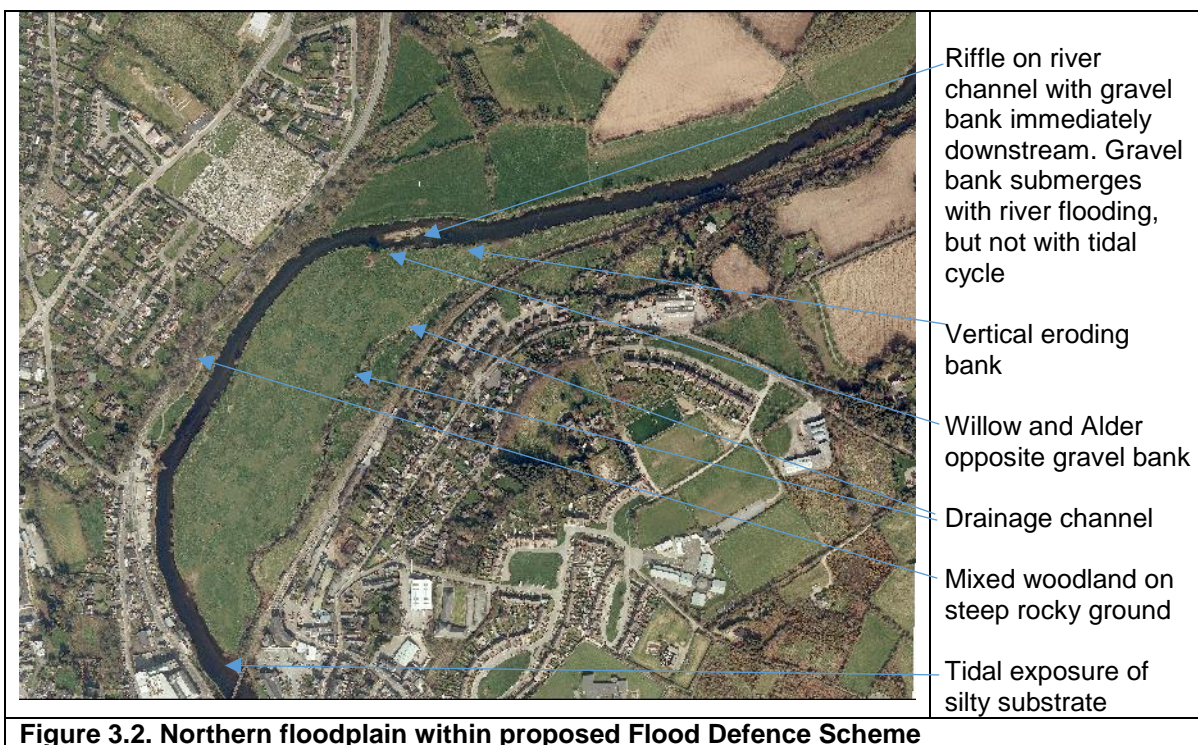 Riffle on river
channel with gravel
bank immediately
downstream. Gravel
bank submerges
with river flooding,
but not with tidal
cycle
Vertical eroding
bank
Willow and Alder
opposite gravel bank
Drainage channel
Mixed woodland on
steep rocky ground
Tidal exposure of
silty substrate
Figure 3.2. Northern floodplain within proposed Flood Defence Scheme